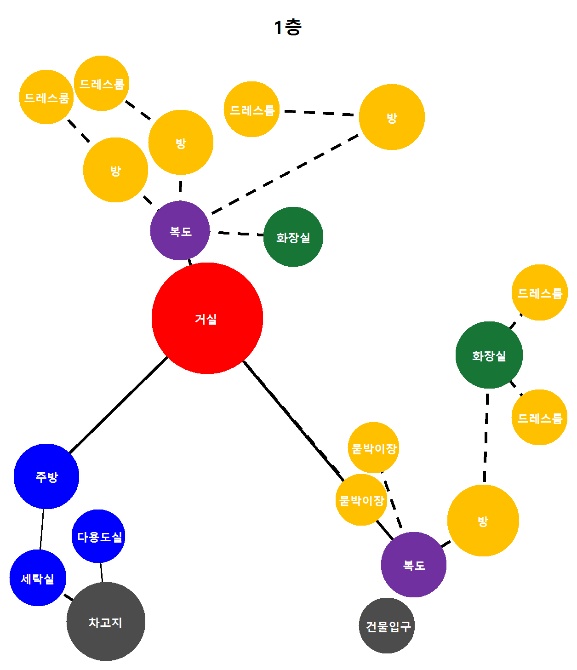 1층
드레스룸
드레스룸
드레스룸
방
방
방
복도
화장실
거실
드레스룸
화장실
드레스룸
붙박이장
주방
붙박이장
방
다용도실
복도
세탁실
차고지
건물입구